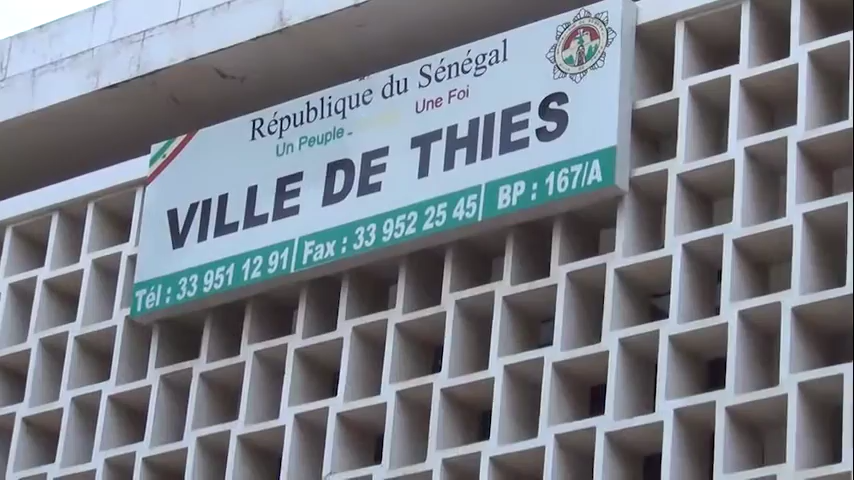 République du Sénégal
Un Peuple - Une Foi
VILLE DE THIES
Tél : 33 951 12 91 Fax : 33 952 25 45 BP : 167/A